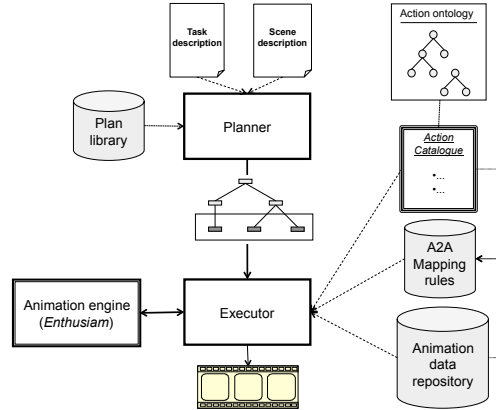 Task
description
Scene
description
Action ontology
Plan
library
Planner
Action
Catalogue
•...
•...
A2A
Mapping
rules
Animation engine
(Enthusiam)
Executor
Animation
data
repository